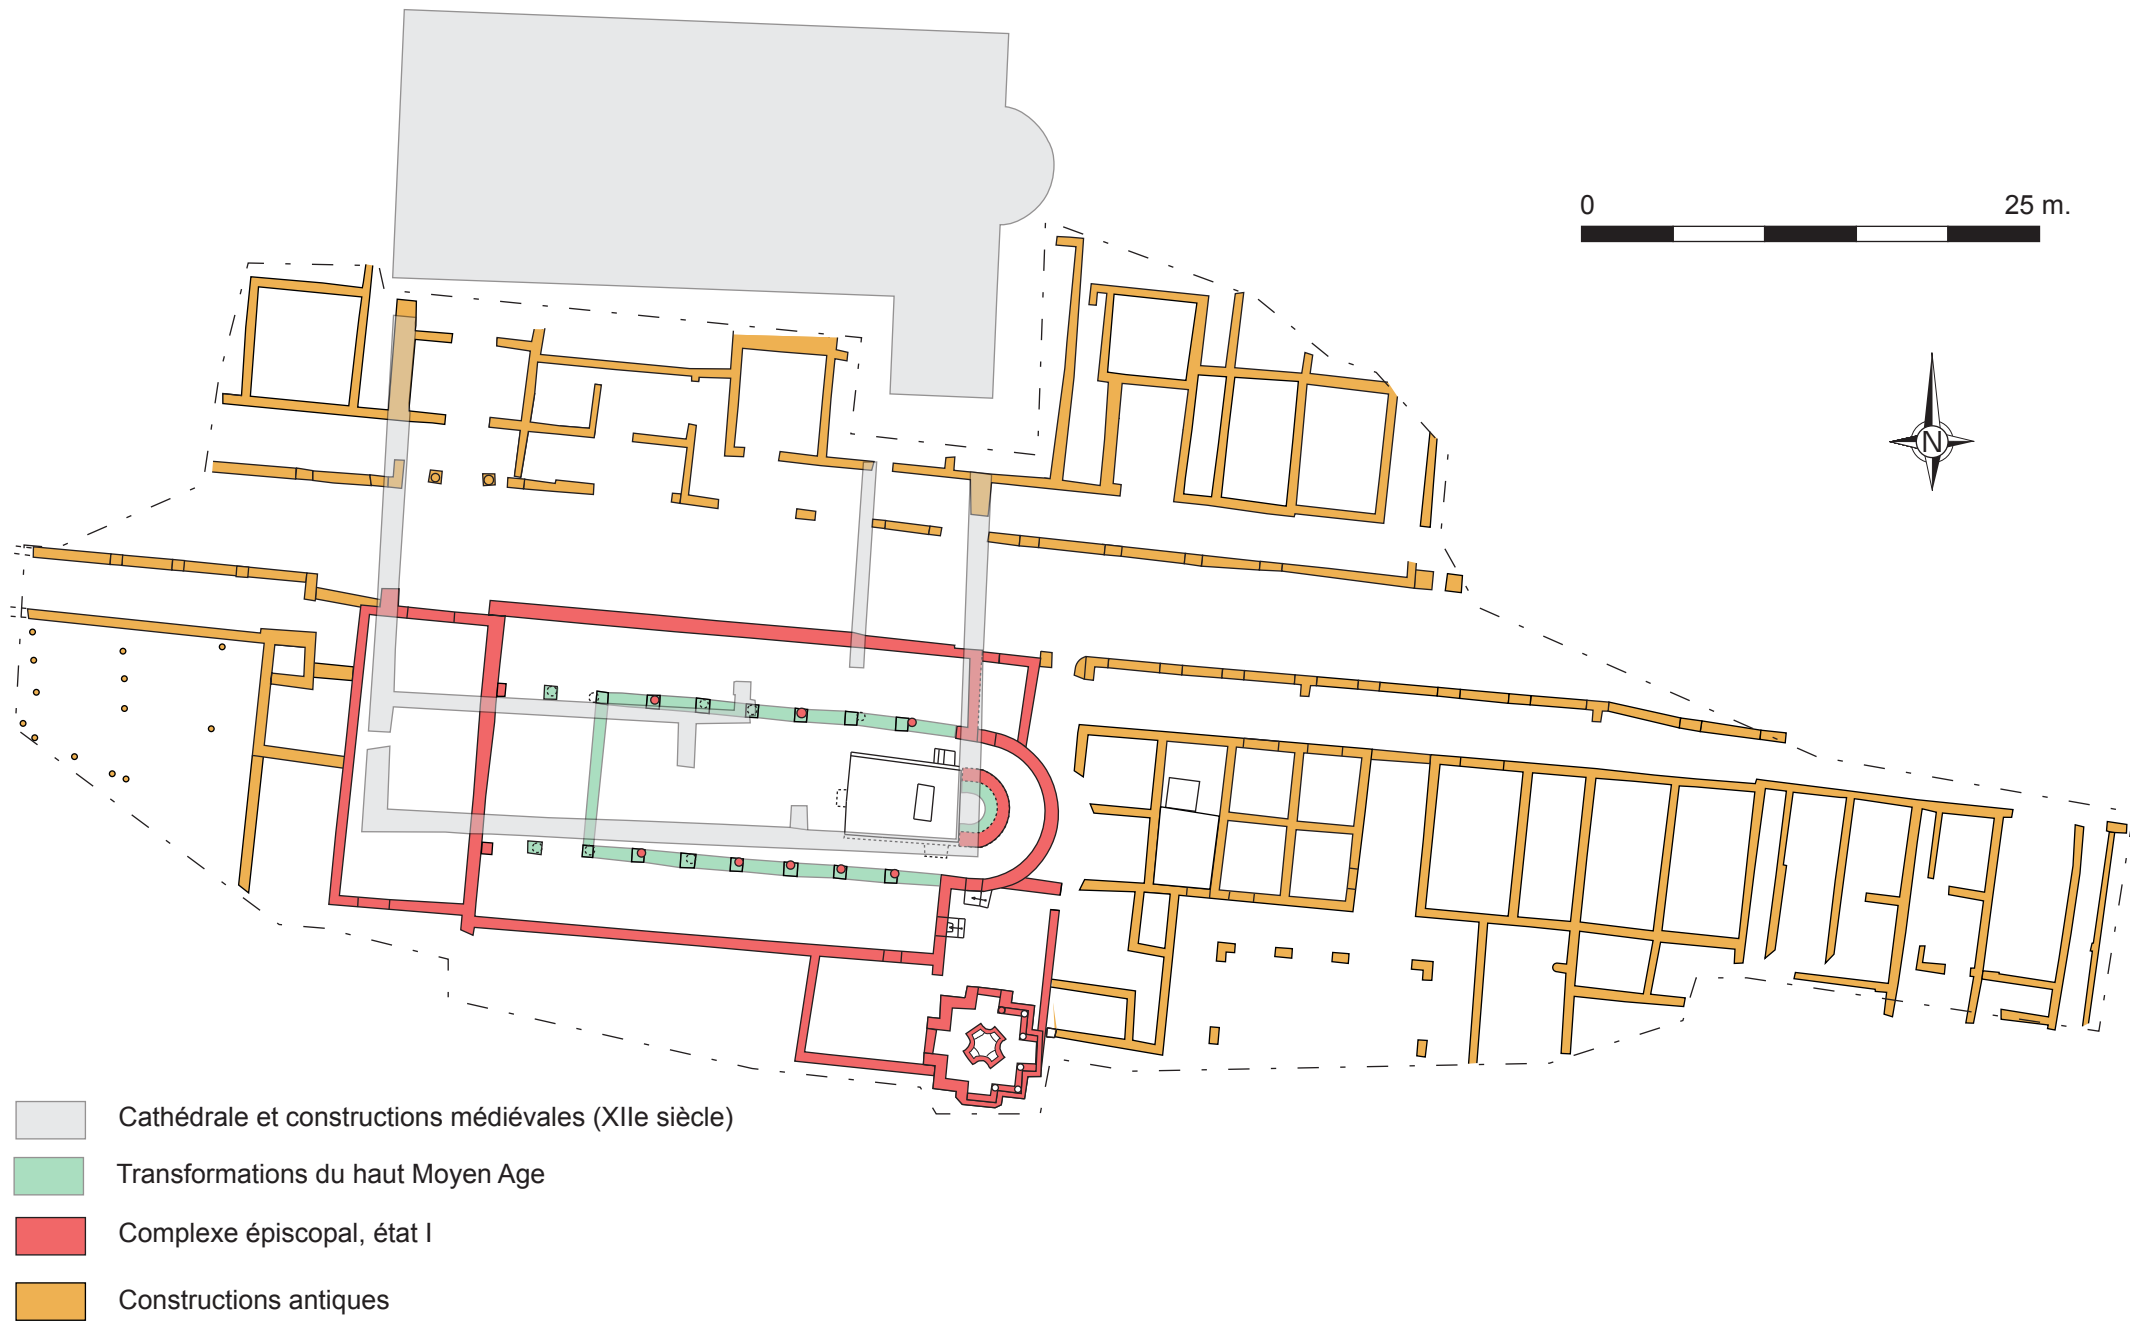 0 25 m.
N
Cathédrale et constructions médiévales (XIIe siècle)
Transformations du haut Moyen Age
Complexe épiscopal, état I
Constructions antiques